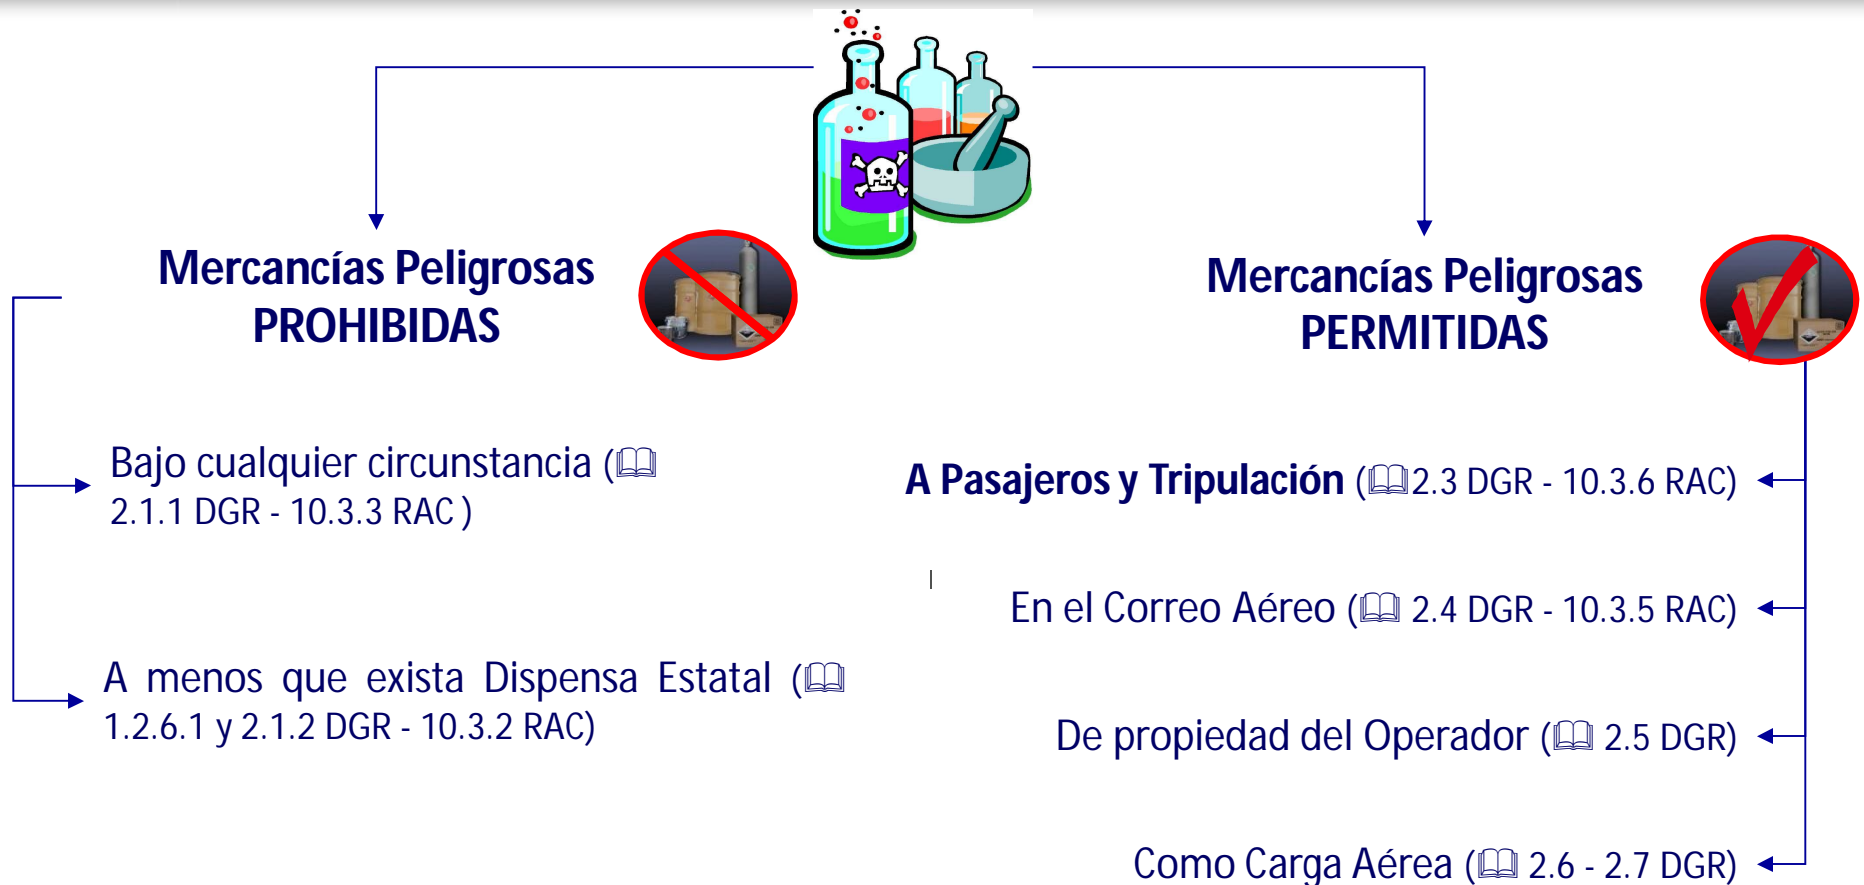 Mercancías Peligrosas
PROHIBIDAS
Bajo cualquier circunstancia (🕮
2.1.1 DGR - 10.3.3 RAC )
A menos que exista Dispensa Estatal (🕮
1.2.6.1 y 2.1.2 DGR - 10.3.2 RAC)
Mercancías Peligrosas
PERMITIDAS
A Pasajeros y Tripulación (🕮2.3 DGR - 10.3.6 RAC)
En el Correo Aéreo (🕮 2.4 DGR - 10.3.5 RAC)
De propiedad del Operador (🕮 2.5 DGR)
Como Carga Aérea (🕮 2.6 - 2.7 DGR)